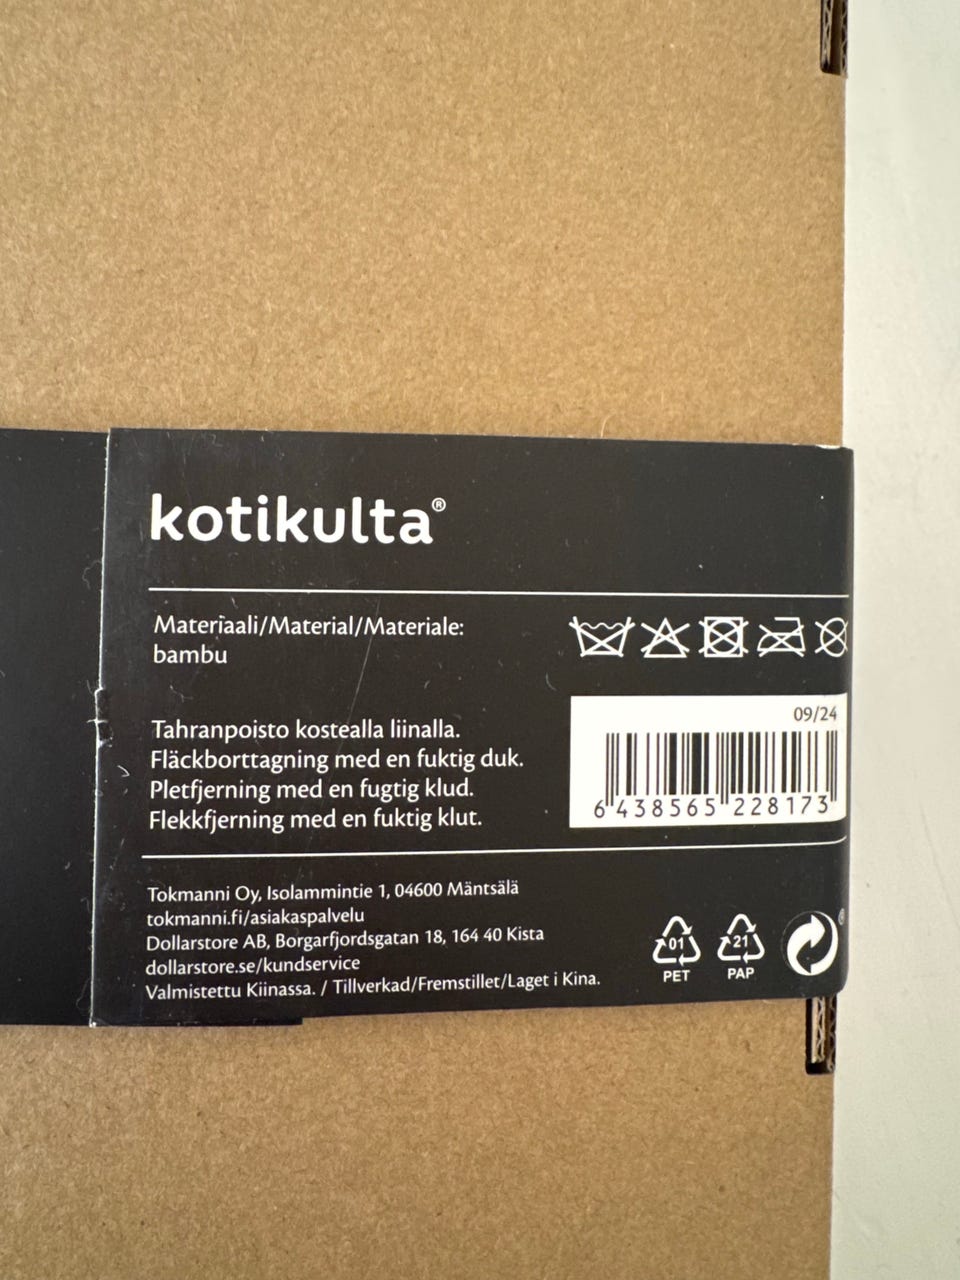 kotikulta®
Materiaali/Material/Materiale:
bambu
Tahranpoisto kostealla liinalla.
Fläckborttagning med en fuktig duk.
Pletfjerning med en fugtig klud.
Flekkfjerning med en fuktig klut.
09/24
6 438565 228173
Tokmanni Oy, Isolammintie 1, 04600 Mäntsälä
tokmanni.fi/asiakaspalvelu
Dollarstore AB, Borgarfjordsgatan 18, 164 40 Kista
dollarstore.se/kundservice
Valmistettu Kiinassa. / Tillverkad/Fremstillet/Laget i Kina.
01
PET
21
PAP
®